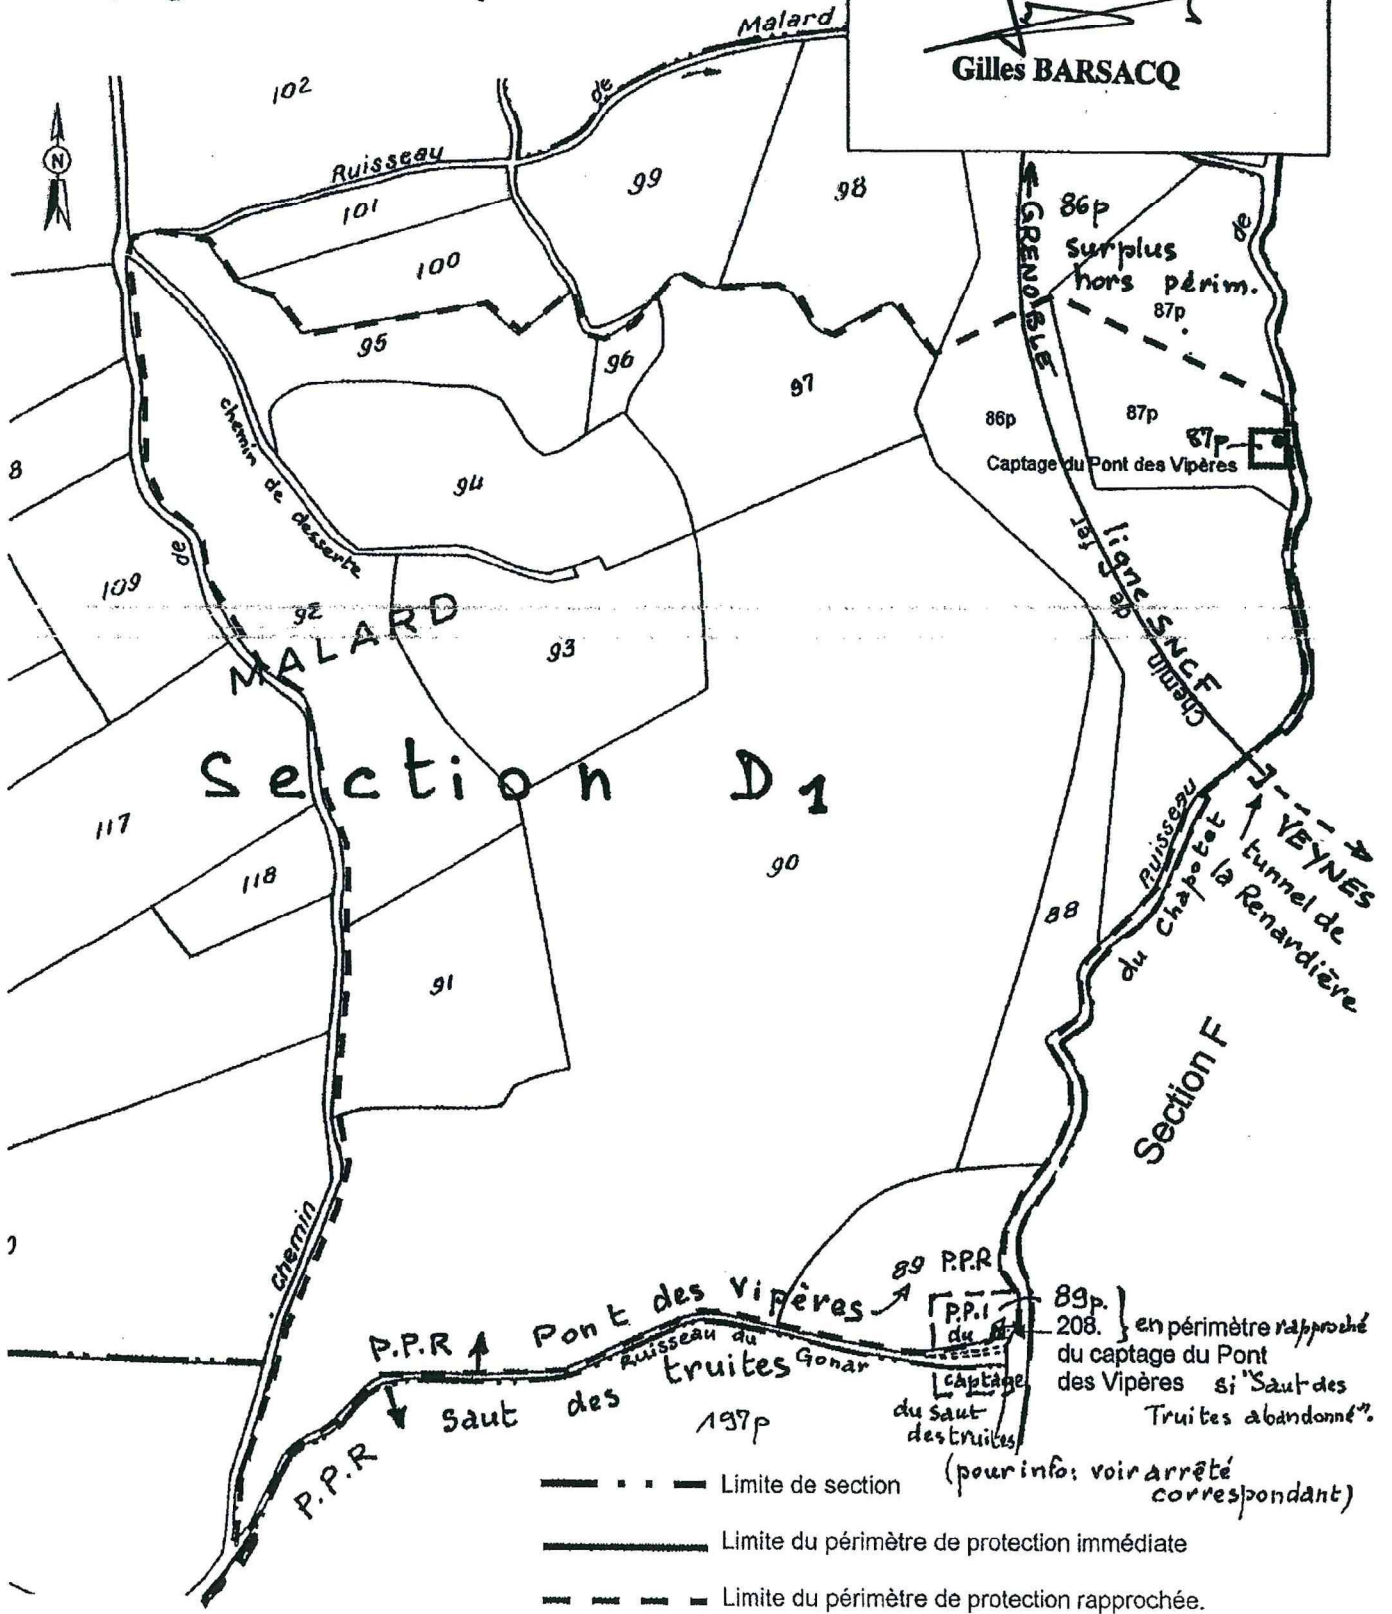 Malard
de
Ruisseau
Gilles BARSACQ
102
N
101
100
99
98
GRENOBLE
86p
surplus
hors périm.
87p
de
95
96
97
86p
87p
87p
Captage du Pont des Vipères
8
94
chemin de desserte
de
109
92
MALARD
93
ligne SNCF
Chemin de fer
Section D1
117
118
90
88
91
Ruisseau
du Chapotet
VEYNES
tunnel de
la Renardière
Section F
Chemin
89 P.P.R
Pont des Vipères
P.P.R
Ruisseau du Gonar
Saut des truites
P.P.R
197p
P.P.I
du
captage
du saut
des truites
(pour info: voir arrêté
correspondant)
89p.
208. } en périmètre rapproché
du captage du Pont
des Vipères si "Saut des
Truites abandonné".
Limite de section
Limite du périmètre de protection immédiate
Limite du périmètre de protection rapprochée.